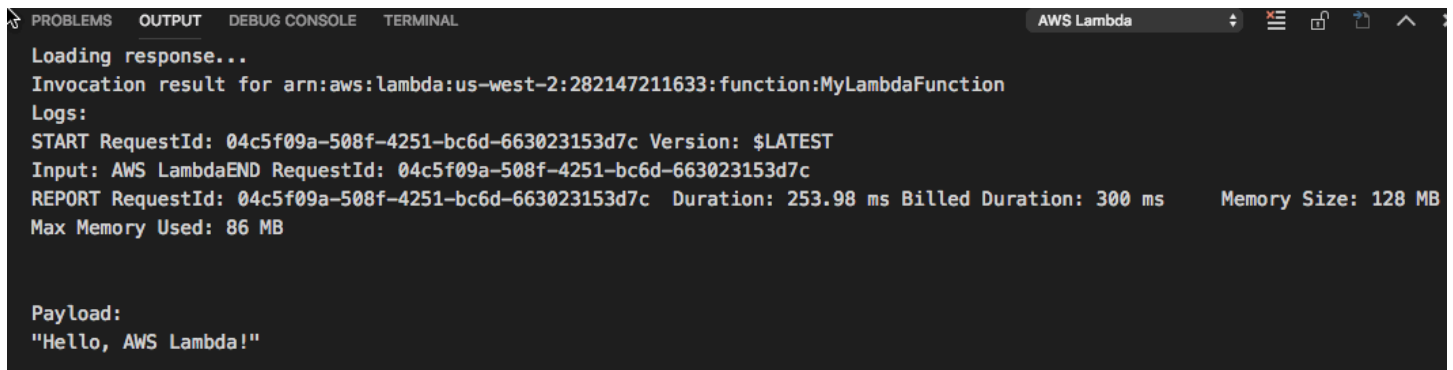 PROBLEMS OUTPUT DEBUG CONSOLE TERMINAL AWS Lambda
Loading response...
Invocation result for arn:aws:lambda:us-west-2:282147211633:function:MyLambdaFunction
Logs:
START RequestId: 04c5f09a-508f-4251-bc6d-663023153d7c Version: $LATEST
Input: AWS LambdaEND RequestId: 04c5f09a-508f-4251-bc6d-663023153d7c
REPORT RequestId: 04c5f09a-508f-4251-bc6d-663023153d7c Duration: 253.98 ms Billed Duration: 300 ms Memory Size: 128 MB
Max Memory Used: 86 MB
Payload:
"Hello, AWS Lambda!"